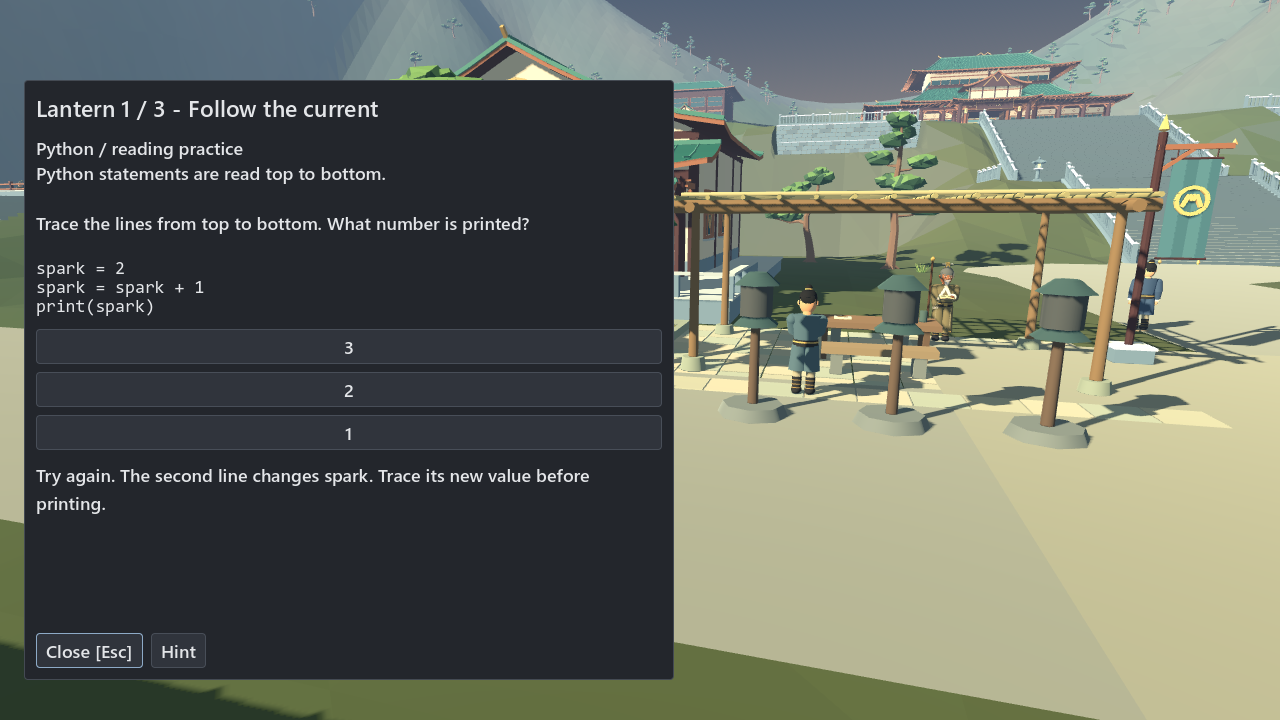 Lantern 1 / 3 - Follow the current
Python / reading practice
Python statements are read top to bottom.
Trace the lines from top to bottom. What number is printed?
spark = 2
spark = spark + 1
print(spark)
3
2
1
Try again. The second line changes spark. Trace its new value before
printing.
Close [Esc]
Hint